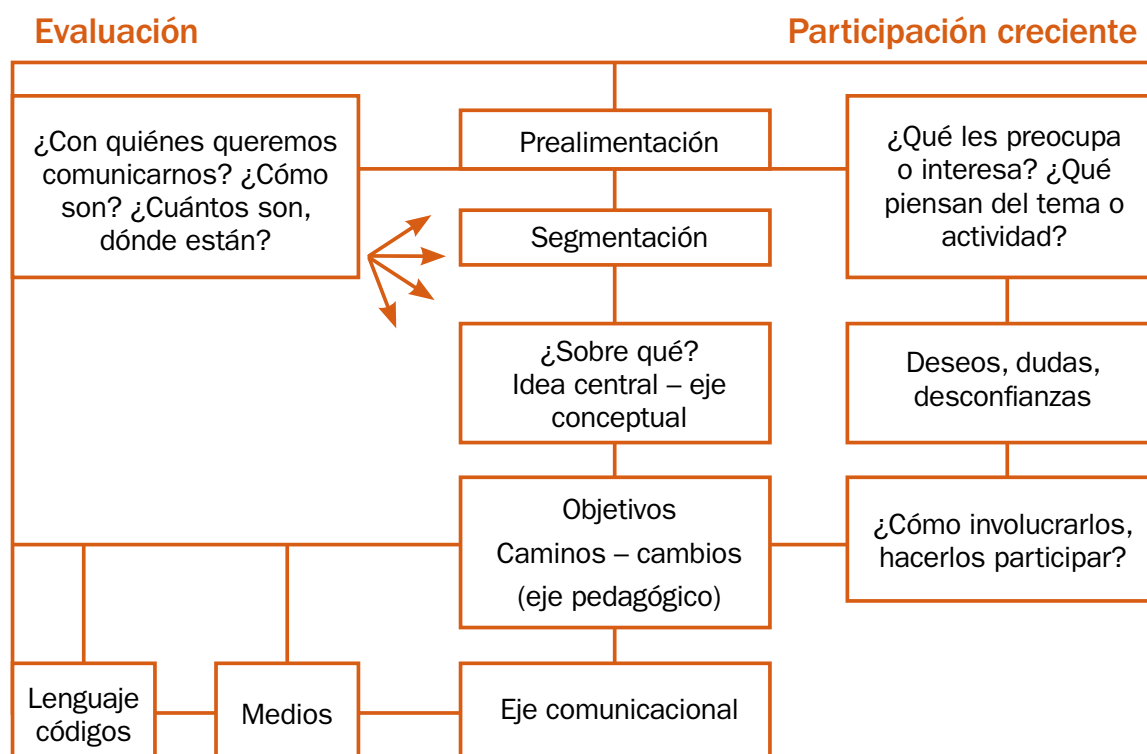 Evaluación
Participación creciente
¿Con quiénes queremos
comunicarnos? ¿Cómo
son? ¿Cuántos son,
dónde están?
Prealimentación
¿Qué les preocupa
o interesa? ¿Qué
piensan del tema o
actividad?
Segmentación
¿Sobre qué?
Idea central – eje
conceptual
Deseos, dudas,
desconfianzas
Objetivos
Caminos – cambios
(eje pedagógico)
¿Cómo involucrarlos,
hacerlos participar?
Lenguaje
códigos
Medios
Eje comunicacional